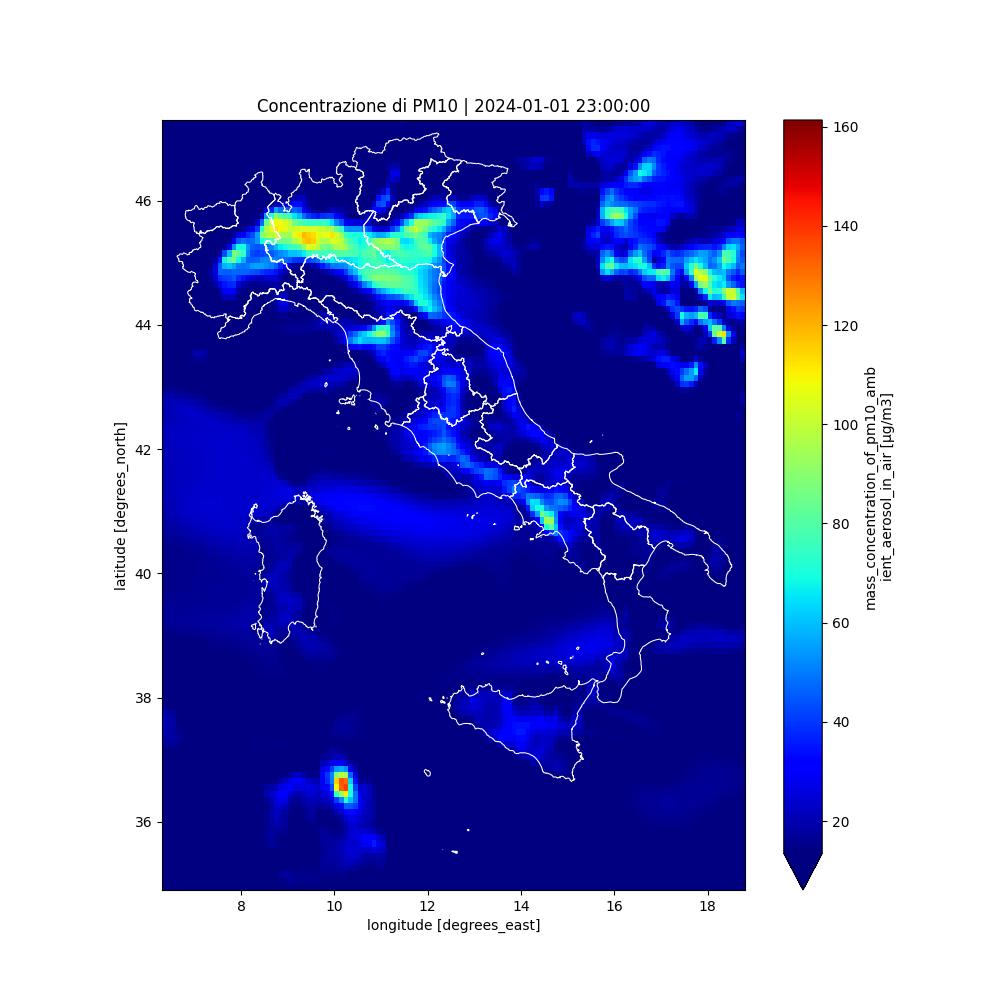 Concentrazione di PM10 | 2024-01-01 23:00:00
160
140
120
100
80
60
40
20
mass_concentration_of_pm10_amb
ient_aerosol_in_air [µg/m3]
46
44
42
40
38
36
latitude [degrees_north]
8 10 12 14 16 18
longitude [degrees_east]